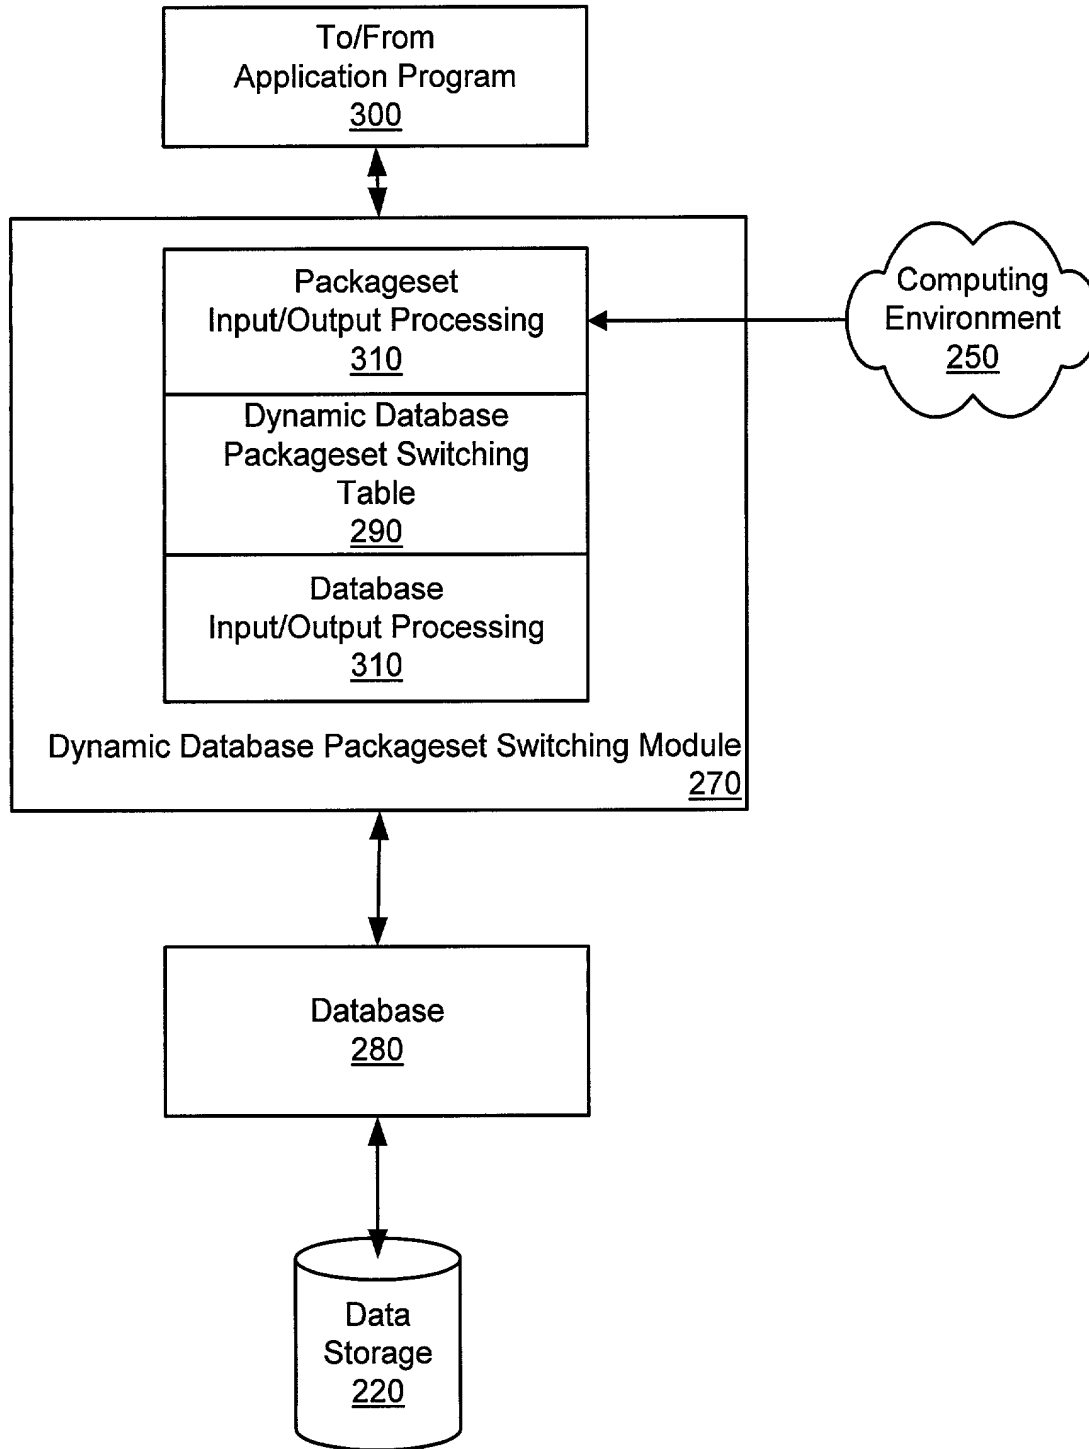 To/From
Application Program
300
Packageset
Input/Output Processing
310
Computing
Environment
250
Dynamic Database
Packageset Switching
Table
290
Database
Input/Output Processing
310
Dynamic Database Packageset Switching Module
270
Database
280
Data
Storage
220